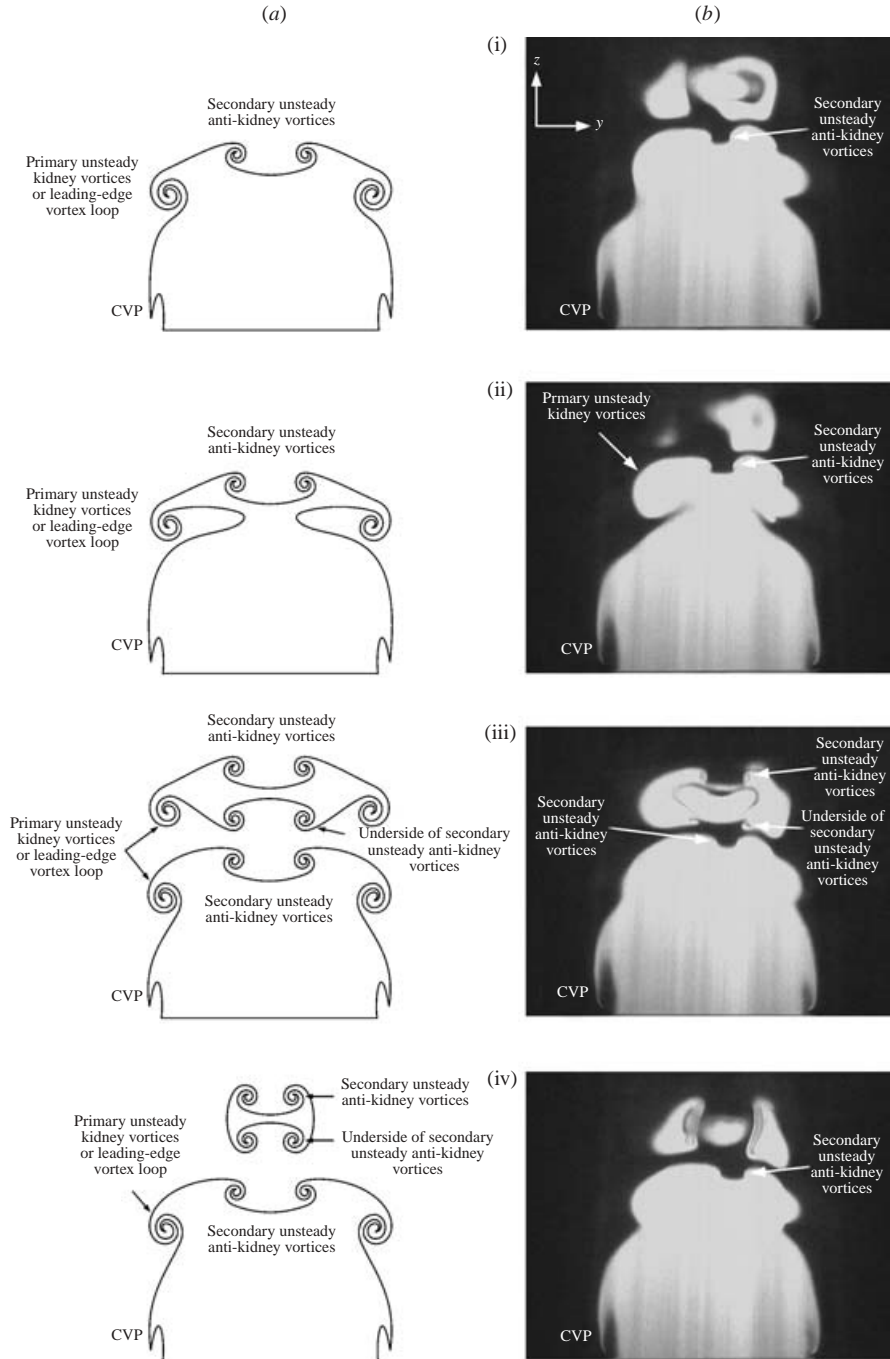 (a)
(b)
(i)
Secondary unsteady
anti-kidney vortices
Primary unsteady
kidney vortices
or leading-edge
vortex loop
CVP
z
y
Secondary
unsteady
anti-kidney
vortices
CVP
(ii)
Secondary unsteady
anti-kidney vortices
Primary unsteady
kidney vortices
or leading-edge
vortex loop
CVP
Prmary unsteady
kidney vortices
Secondary
unsteady
anti-kidney
vortices
CVP
(iii)
Secondary unsteady
anti-kidney vortices
Primary unsteady
kidney vortices
or leading-edge
vortex loop
Underside of secondary
unsteady anti-kidney
vortices
Secondary unsteady
anti-kidney vortices
CVP
Secondary
unsteady
anti-kidney
vortices
Secondary
unsteady
anti-kidney
vortices
Underside of
secondary
unsteady
anti-kidney
vortices
CVP
(iv)
Secondary unsteady
anti-kidney vortices
Primary unsteady
kidney vortices
or leading-edge
vortex loop
Underside of secondary
unsteady anti-kidney
vortices
Secondary unsteady
anti-kidney vortices
CVP
Secondary
unsteady
anti-kidney
vortices
CVP